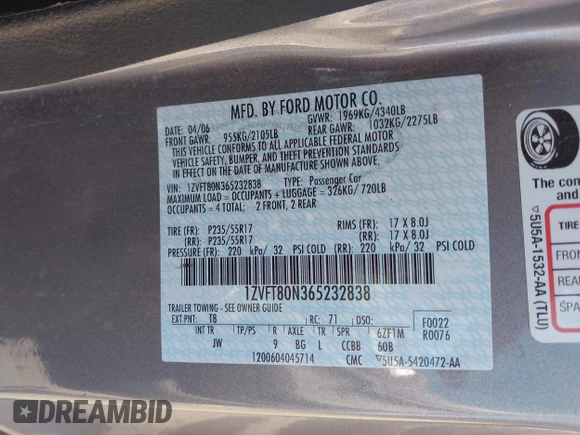 MFD. BY FORD MOTOR CO.
04/06 GVWR: 1969KG/4340LB
FRONT GAWR: 955KG/2105LB REAR GAWR: 1032KG/2275LB
THIS VEHICLE CONFORMS TO ALL APPLICABLE FEDERAL MOTOR
VEHICLE SAFETY, BUMPER, AND THEFT PREVENTION STANDARDS
IN EFFECT ON THE DATE OF MANUFACTURE SHOWN ABOVE.
VIN: 1ZVFT80N365232838 TYPE: Passenger Car
MAXIMUM LOAD = OCCUPANTS + LUGGAGE = 326KG / 720LB
OCCUPANTS = 4 TOTAL; 2 FRONT, 2 REAR
TIRE (FR): P235/55R17 RIMS (FR): 17 X 8.0J
(RR): P235/55R17 (RR): 17 X 8.0J
PRESSURE (FR): 220 kPa/ 32 PSI COLD (RR): 220 kPa/ 32 PSI COLD
1ZVFT80N365232838
TRAILER TOWING - SEE OWNER GUIDE
EXT PNT: T8 RC: 71 F0022
INT TR TP/PS R AXLE TR SPR 6ZF1M R0076
JW 9 BG L CCBB 60B
1200604045714 CMC ▽5U5A-5420472-AA
The con
and
TIRE
FRON
REA
SPA
▽5U5A-1532-AA (TLU)
DREAMBID